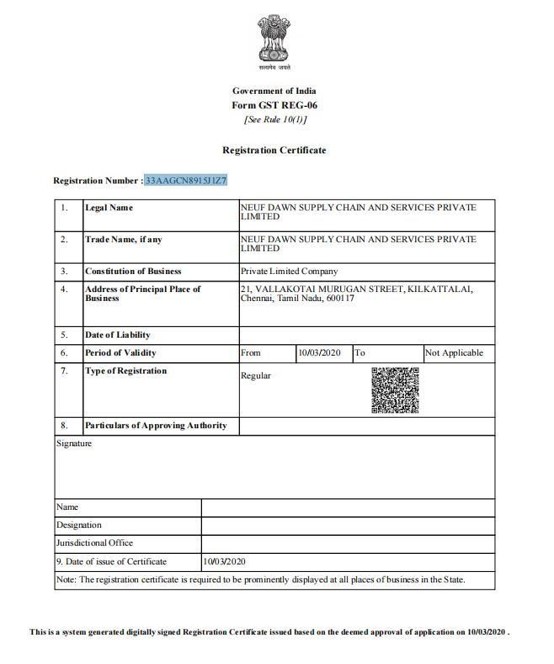 सत्यमेव जयते
Government of India
Form GST REG-06
[See Rule 10(1)]
Registration Certificate
Registration Number : 33AAGCN8915J1Z7
1. Legal Name NEUF DAWN SUPPLY CHAIN AND SERVICES PRIVATE
LIMITED
2. Trade Name, if any NEUF DAWN SUPPLY CHAIN AND SERVICES PRIVATE
LIMITED
3. Constitution of Business Private Limited Company
4. Address of Principal Place of
Business
21, VALLAKOTAI MURUGAN STREET, KILKATTALAI,
Chennai, Tamil Nadu, 600117
5. Date of Liability
6. Period of Validity From 10/03/2020 To Not Applicable
7. Type of Registration Regular
8. Particulars of Approving Authority
Signature
Name
Designation
Jurisdictional Office
9. Date of issue of Certificate 10/03/2020
Note: The registration certificate is required to be prominently displayed at all places of business in the State.
This is a system generated digitally signed Registration Certificate issued based on the deemed approval of application on 10/03/2020 .